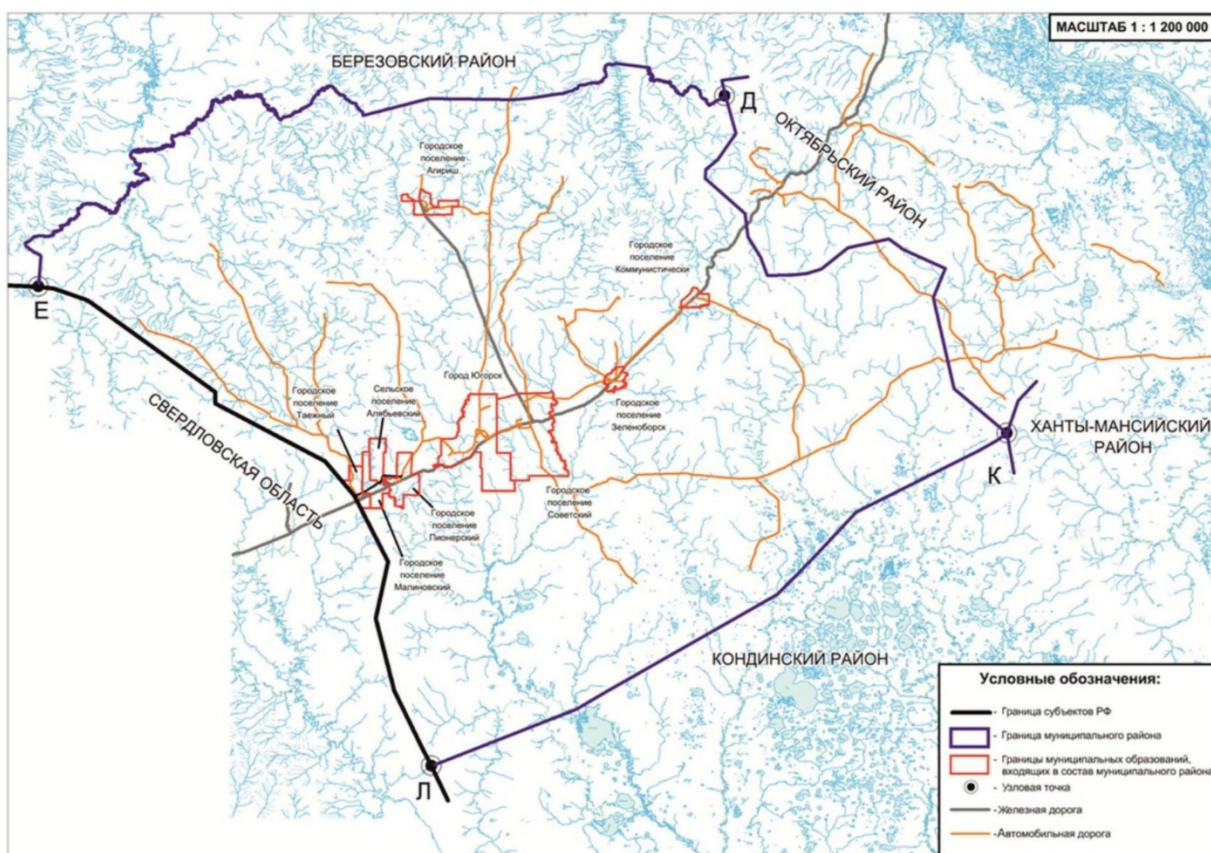 МАСШТАБ 1 : 1 200 000
БЕРЕЗОВСКИЙ РАЙОН
Д
ОКТЯБРЬСКИЙ РАЙОН
Городское
поселение
Агириш
Городское
поселение
Коммунистически
Е
СВЕРДЛОВСКАЯ ОБЛАСТЬ
Городское
поселение
Таежный
Сельское
поселение
Алябьевский
Город Югорск
Городское
поселение
Зеленоборск
ХАНТЫ-МАНСИЙСКИЙ
РАЙОН
К
Городское
поселение
Советский
Городское
поселение
Пионерский
Городское
поселение
Малиновский
КОНДИНСКИЙ РАЙОН
Л
Условные обозначения:
- Граница субъектов РФ
- Граница муниципального района
- Границы муниципальных образований,
входящих в состав муниципального района
- Узловая точка
- Железная дорога
-Автомобильная дорога